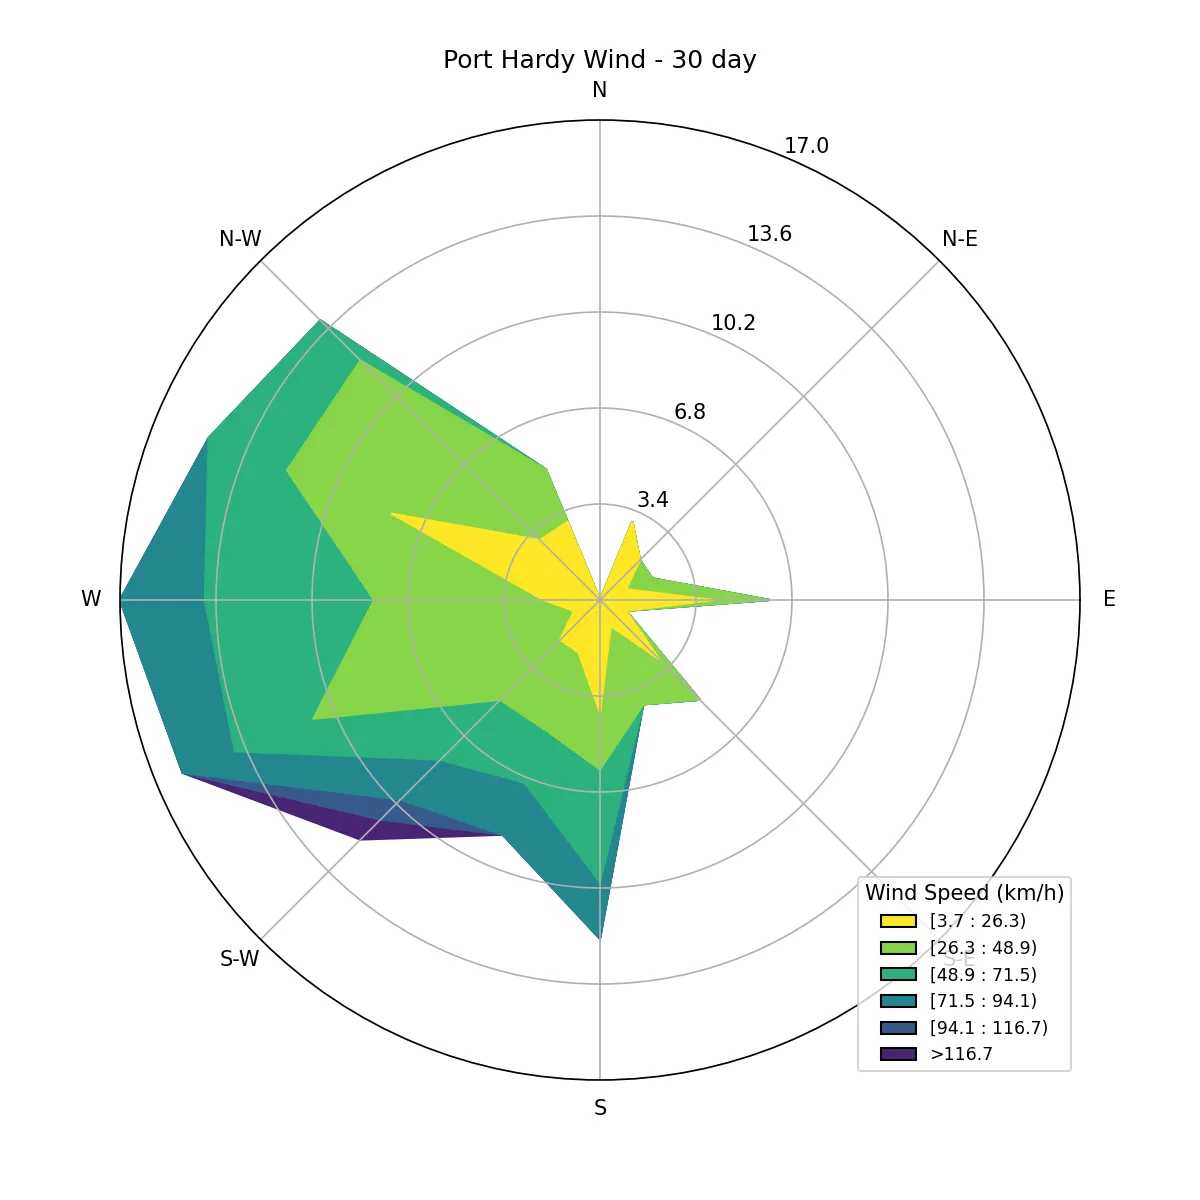 Port Hardy Wind - 30 day
N
17.0
N-W
13.6
N-E
10.2
6.8
3.4
W
E
Wind Speed (km/h)
[3.7 : 26.3)
[26.3 : 48.9)
S-W
S-E
[48.9 : 71.5)
[71.5 : 94.1)
[94.1 : 116.7)
>116.7
S